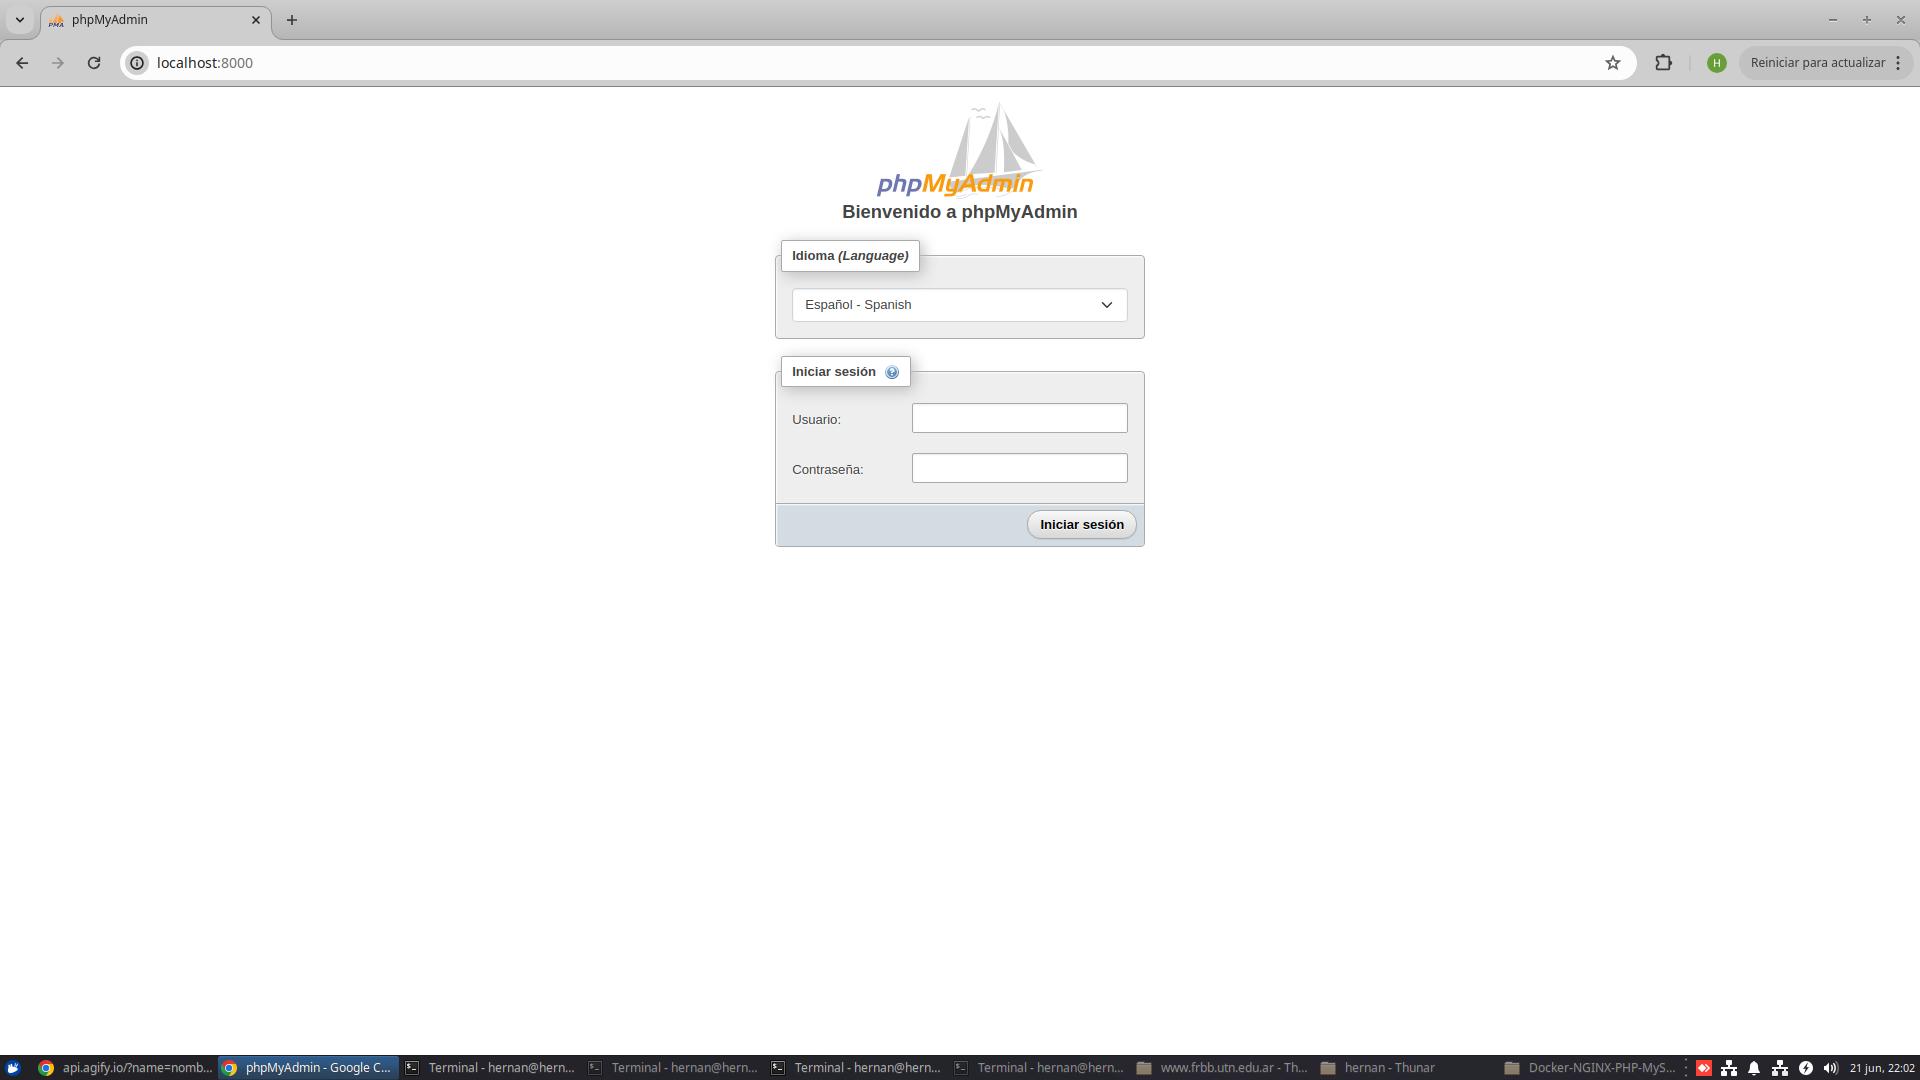 phpMyAdmin
localhost:8000
H
Reiniciar para actualizar
phpMyAdmin
Bienvenido a phpMyAdmin
Idioma (Language)
Español - Spanish
Iniciar sesión
Usuario:
Contraseña:
Iniciar sesión
api.agify.io/?name=nomb...
phpMyAdmin - Google C...
Terminal - hernan@hern...
Terminal - hernan@hern...
Terminal - hernan@hern...
Terminal - hernan@hern...
www.frbb.utn.edu.ar - Th...
hernan - Thunar
Docker-NGINX-PHP-MyS...
21 jun, 22:02